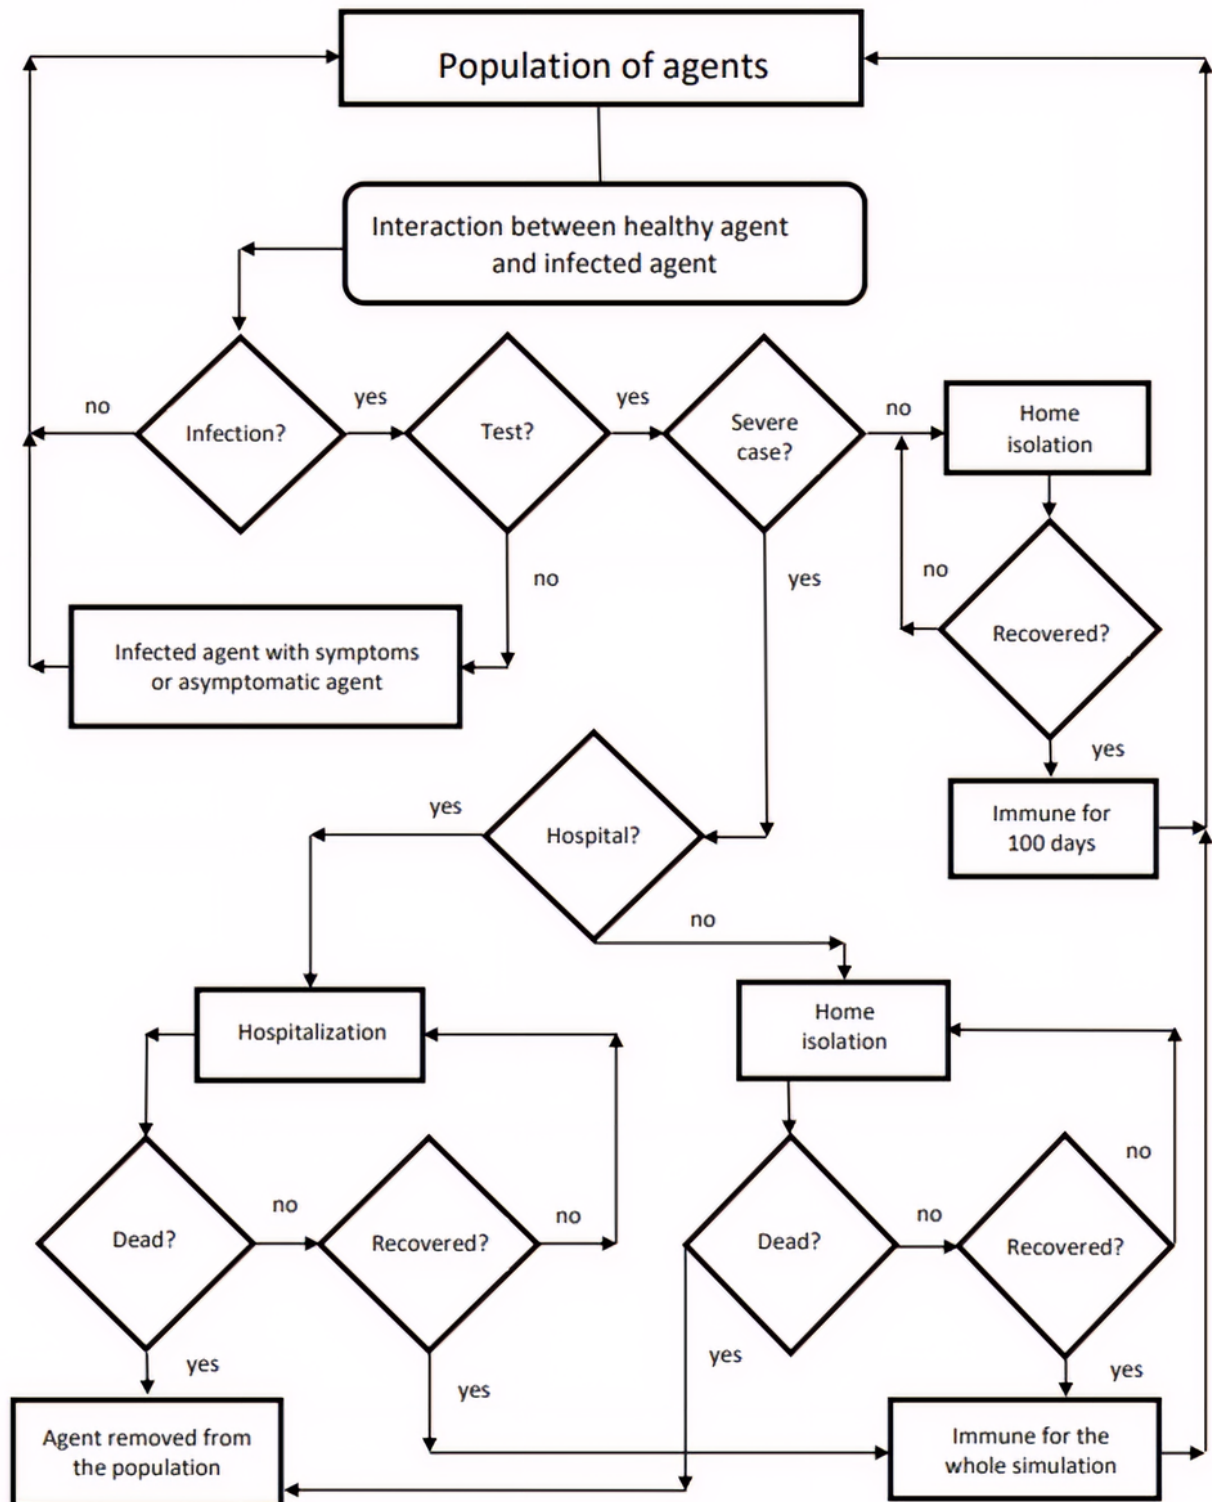 Population of agents
Interaction between healthy agent
and infected agent
no
Infection?
yes
Test?
yes
Severe
case?
no
Home
isolation
no
yes
no
Recovered?
Infected agent with symptoms
or asymptomatic agent
yes
Immune for
100 days
yes
Hospital?
no
Hospitalization
Home
isolation
Dead?
no
Recovered?
no
Dead?
no
Recovered?
no
yes
yes
yes
yes
Agent removed from
the population
Immune for the
whole simulation